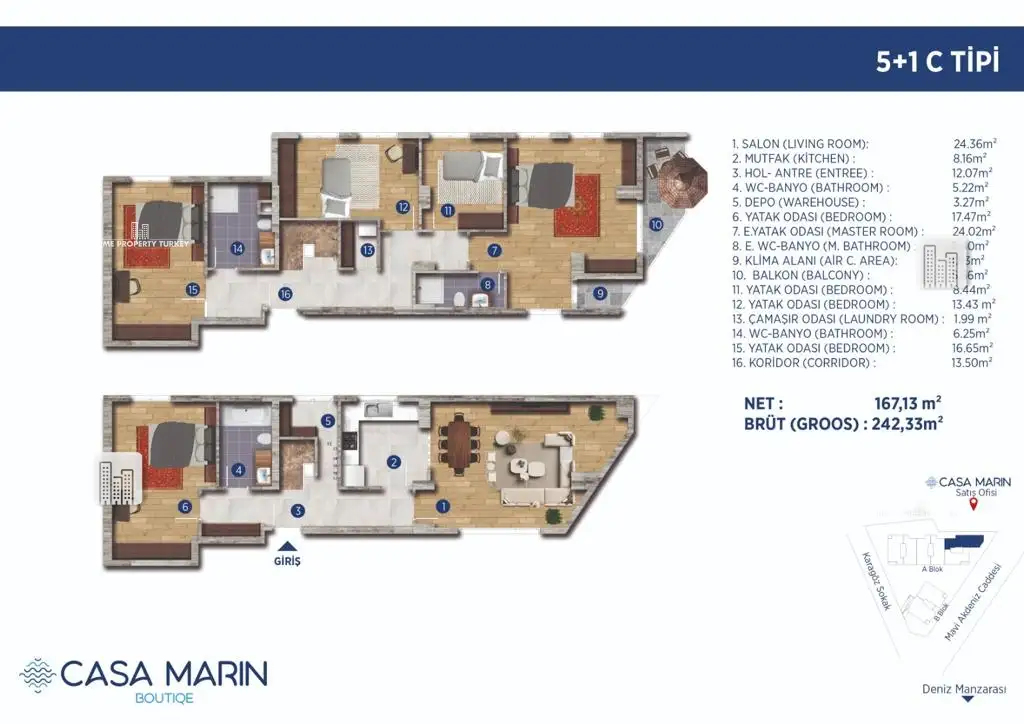 5+1 C TİPİ
1. SALON (LIVING ROOM): 24.36m²
2. MUTFAK (KİTCHEN) : 8.16m²
3. HOL- ANTRE (ENTREE) : 12.07m²
4. WC-BANYO (BATHROOM) : 5.22m²
5. DEPO (WAREHOUSE) : 3.27m²
6. YATAK ODASI (BEDROOM) : 17.47m²
7. E.YATAK ODASI (MASTER ROOM) : 24.02m²
8. E. WC-BANYO (M. BATHROOM) :
9. KLİMA ALANI (AİR C. AREA):
10. BALKON (BALCONY) :
11. YATAK ODASI (BEDROOM) : 8.44m²
12. YATAK ODASI (BEDROOM) : 13.43 m²
13. ÇAMAŞIR ODASI (LAUNDRY ROOM) : 1.99 m²
14. WC-BANYO (BATHROOM) : 6.25m²
15. YATAK ODASI (BEDROOM) : 16.65m²
16. KORİDOR (CORRIDOR) : 13.50m²
NET : 167,13 m²
BRÜT (GROOS) : 242,33m²
12
11
10
ME PROPERTY TURKEY
14
13
7
15
16
8
9
5
4
2
6
3
1
GİRİŞ
CASA MARIN
Satış Ofisi
A Blok
Karagöz Sokak
B Blok
Mavi Akdeniz Caddesi
Deniz Manzarası
CASA MARIN
BOUTIQE